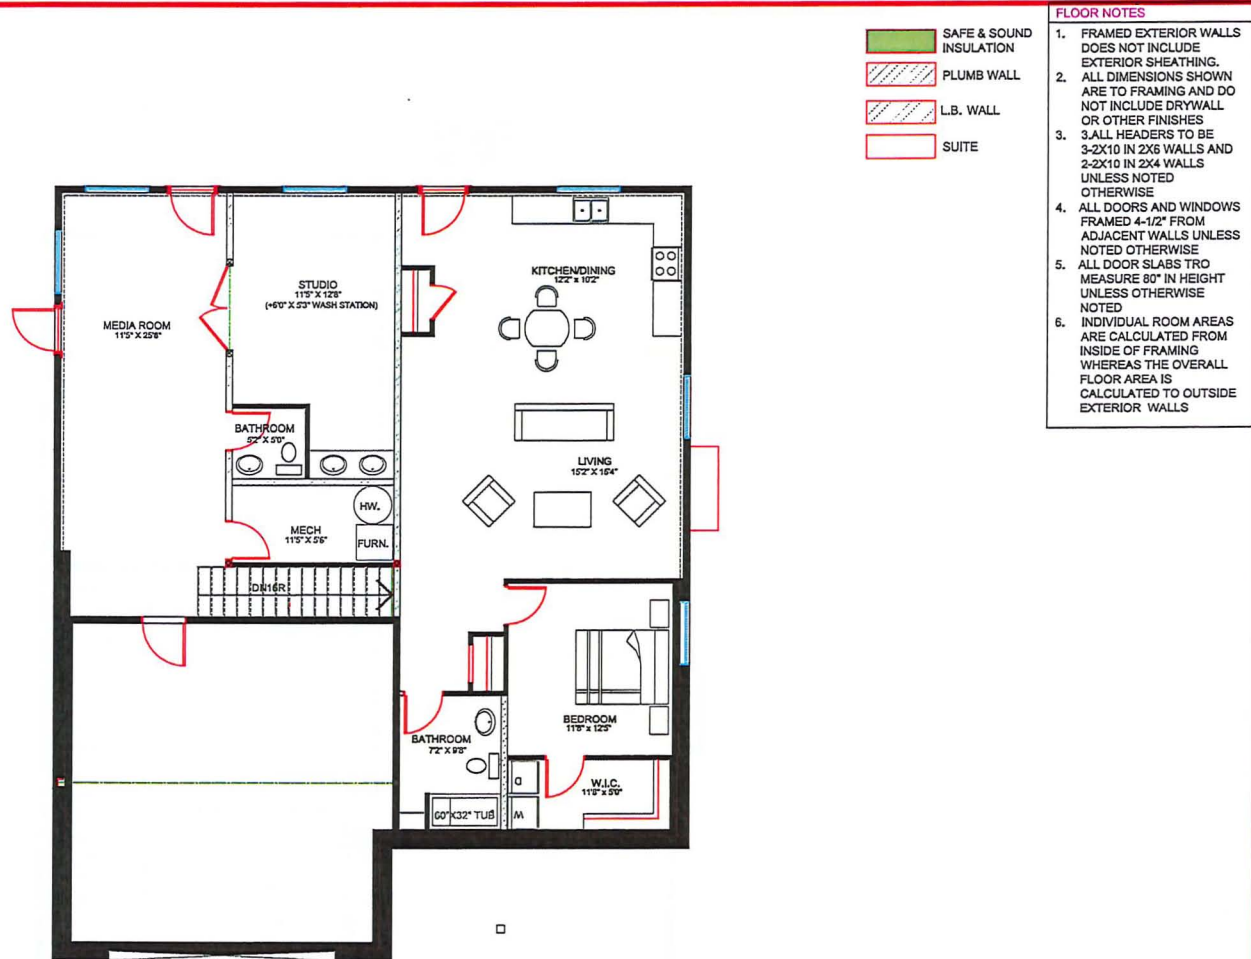 SAFE & SOUND
INSULATION
PLUMB WALL
L.B. WALL
SUITE
FLOOR NOTES
1. FRAMED EXTERIOR WALLS
DOES NOT INCLUDE
EXTERIOR SHEATHING.
2. ALL DIMENSIONS SHOWN
ARE TO FRAMING AND DO
NOT INCLUDE DRYWALL
OR OTHER FINISHES
3. 3.ALL HEADERS TO BE
3-2X10 IN 2X6 WALLS AND
2-2X10 IN 2X4 WALLS
UNLESS NOTED
OTHERWISE
4. ALL DOORS AND WINDOWS
FRAMED 4-1/2" FROM
ADJACENT WALLS UNLESS
NOTED OTHERWISE
5. ALL DOOR SLABS TRO
MEASURE 80" IN HEIGHT
UNLESS OTHERWISE
NOTED
6. INDIVIDUAL ROOM AREAS
ARE CALCULATED FROM
INSIDE OF FRAMING
WHEREAS THE OVERALL
FLOOR AREA IS
CALCULATED TO OUTSIDE
EXTERIOR WALLS
KITCHEN/DINING
12'2" x 10'2"
STUDIO
11'5" X 12'8"
(+6'0" X 5'3" WASH STATION)
MEDIA ROOM
11'5" X 25'8"
BATHROOM
5'2" X 5'0"
LIVING
15'2" X 15'4"
HW.
MECH
11'5" X 5'6"
FURN.
DN16R
BEDROOM
11'8" x 12'5"
BATHROOM
7'2" X 9'8"
W.I.C.
D
60"X32" TUB
W